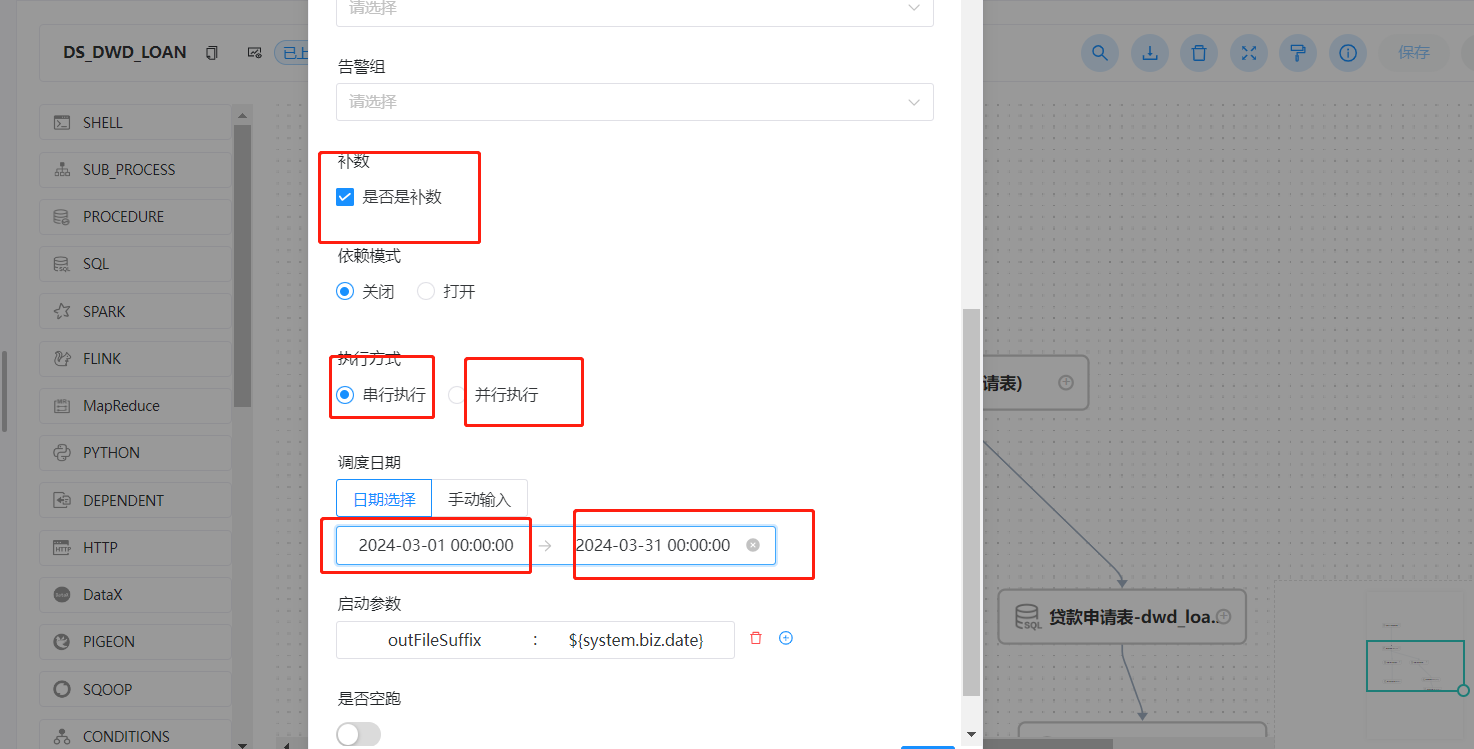 DS_DWD_LOAN
已上
保存
SHELL
SUB_PROCESS
PROCEDURE
SQL
SPARK
FLINK
MapReduce
PYTHON
DEPENDENT
HTTP
DataX
PIGEON
SQOOP
CONDITIONS
请选择
告警组
请选择
补数
是否是补数
依赖模式
关闭
打开
执行方式
串行执行
并行执行
调度日期
日期选择
手动输入
2024-03-01 00:00:00
2024-03-31 00:00:00
启动参数
outFileSuffix : ${system.biz.date}
是否空跑
请表)
SQL
贷款申请表-dwd_loa...